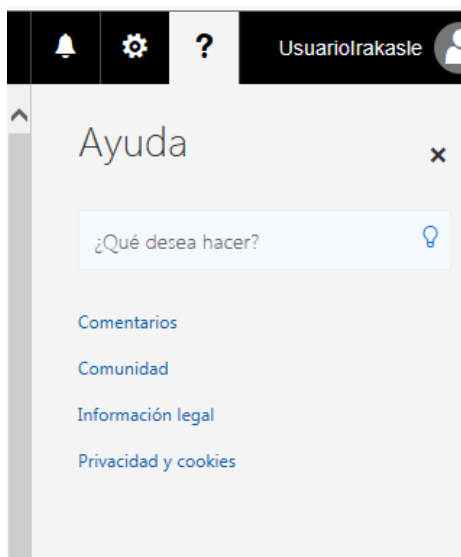 ? UsuarioIrakasle
Ayuda
¿Qué desea hacer?
Comentarios
Comunidad
Información legal
Privacidad y cookies